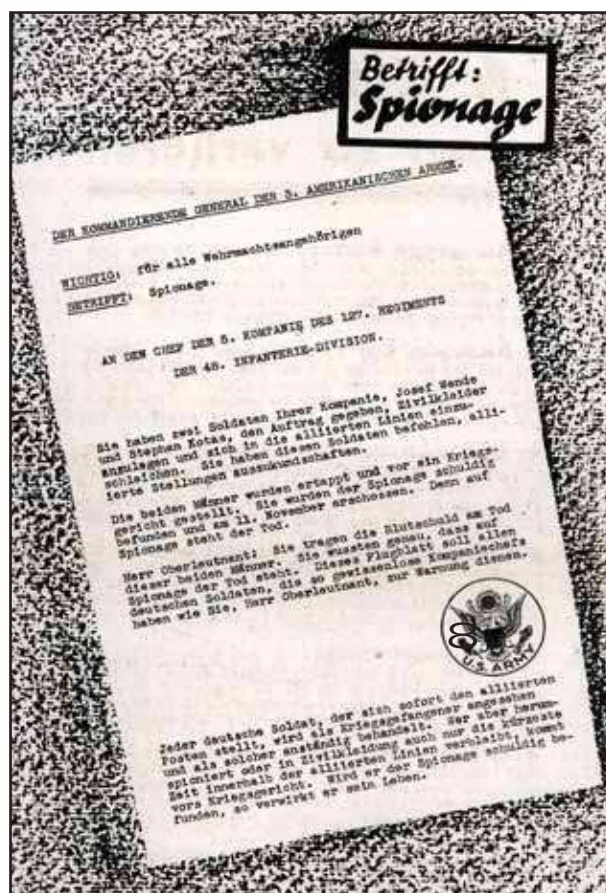 Betrifft:
Spionage
DER KOMMANDIERENDE GENERAL DER 5. AMERIKANISCHEN ARMEE.
WICHTIG: für alle Wehrmachtsangehörigen
BETRIFFT: Spionage.
AN DEN CHEF DER 5. KOMPANIE DES 127. REGIMENTS
DER 48. INFANTERIE-DIVISION.
Sie haben zwei Soldaten Ihrer Kompanie, Josef Wende
und Stephan Kotas, den Auftrag gegeben, Zivilkleider
anzulegen und sich in die alliierten Linien einzu-
schleichen. Sie haben diesen Soldaten befohlen, alli-
ierte Stellungen auszukundschaften.
Die beiden Männer wurden ertappt und vor ein Kriegs-
gericht gestellt. Sie wurden der Spionage schuldig
befunden und am 11. November erschossen. Denn auf
Spionage steht der Tod.
Herr Oberleutnant: Sie tragen die Blutschuld am Tod
dieser beiden Männer. Sie wussten genau, dass auf
Spionage der Tod steht. Dieses Flugblatt soll allen
deutschen Soldaten, die so gewissenlose Kompaniechefs
haben wie Sie, Herr Oberleutnant, zur Warnung dienen.
U.S. ARMY
Jeder deutsche Soldat, der sich sofort den alliierten
Posten stellt, wird als Kriegsgefangener angesehen
und als solcher anständig behandelt. Wer aber herum-
spioniert oder in Zivilkleidung auch nur die kürzeste
Zeit innerhalb der alliierten Linien verbleibt, kommt
vors Kriegsgericht. Wird er der Spionage schuldig be-
funden, so verwirkt er sein Leben.